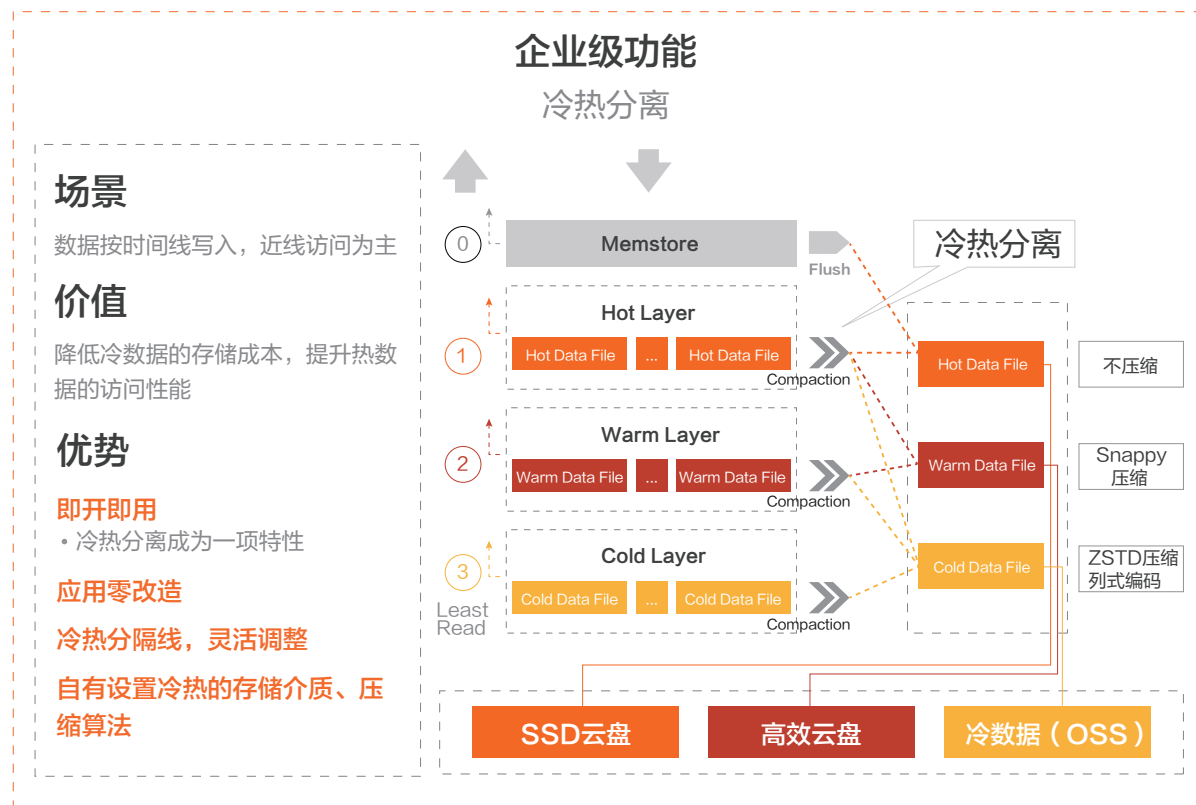 企业级功能
冷热分离
场景
数据按时间线写入，近线访问为主
价值
降低冷数据的存储成本，提升热数
据的访问性能
优势
即开即用
• 冷热分离成为一项特性
应用零改造
冷热分隔线，灵活调整
自有设置冷热的存储介质、压
缩算法
0
Memstore
Flush
冷热分离
1
Hot Layer
Hot Data File ... Hot Data File
Compaction
2
Warm Layer
Warm Data File ... Warm Data File
Compaction
3
Least
Read
Cold Layer
Cold Data File ... Cold Data File
Compaction
Hot Data File
不压缩
Warm Data File
Snappy
压缩
Cold Data File
ZSTD压缩
列式编码
SSD云盘
高效云盘
冷数据（OSS）